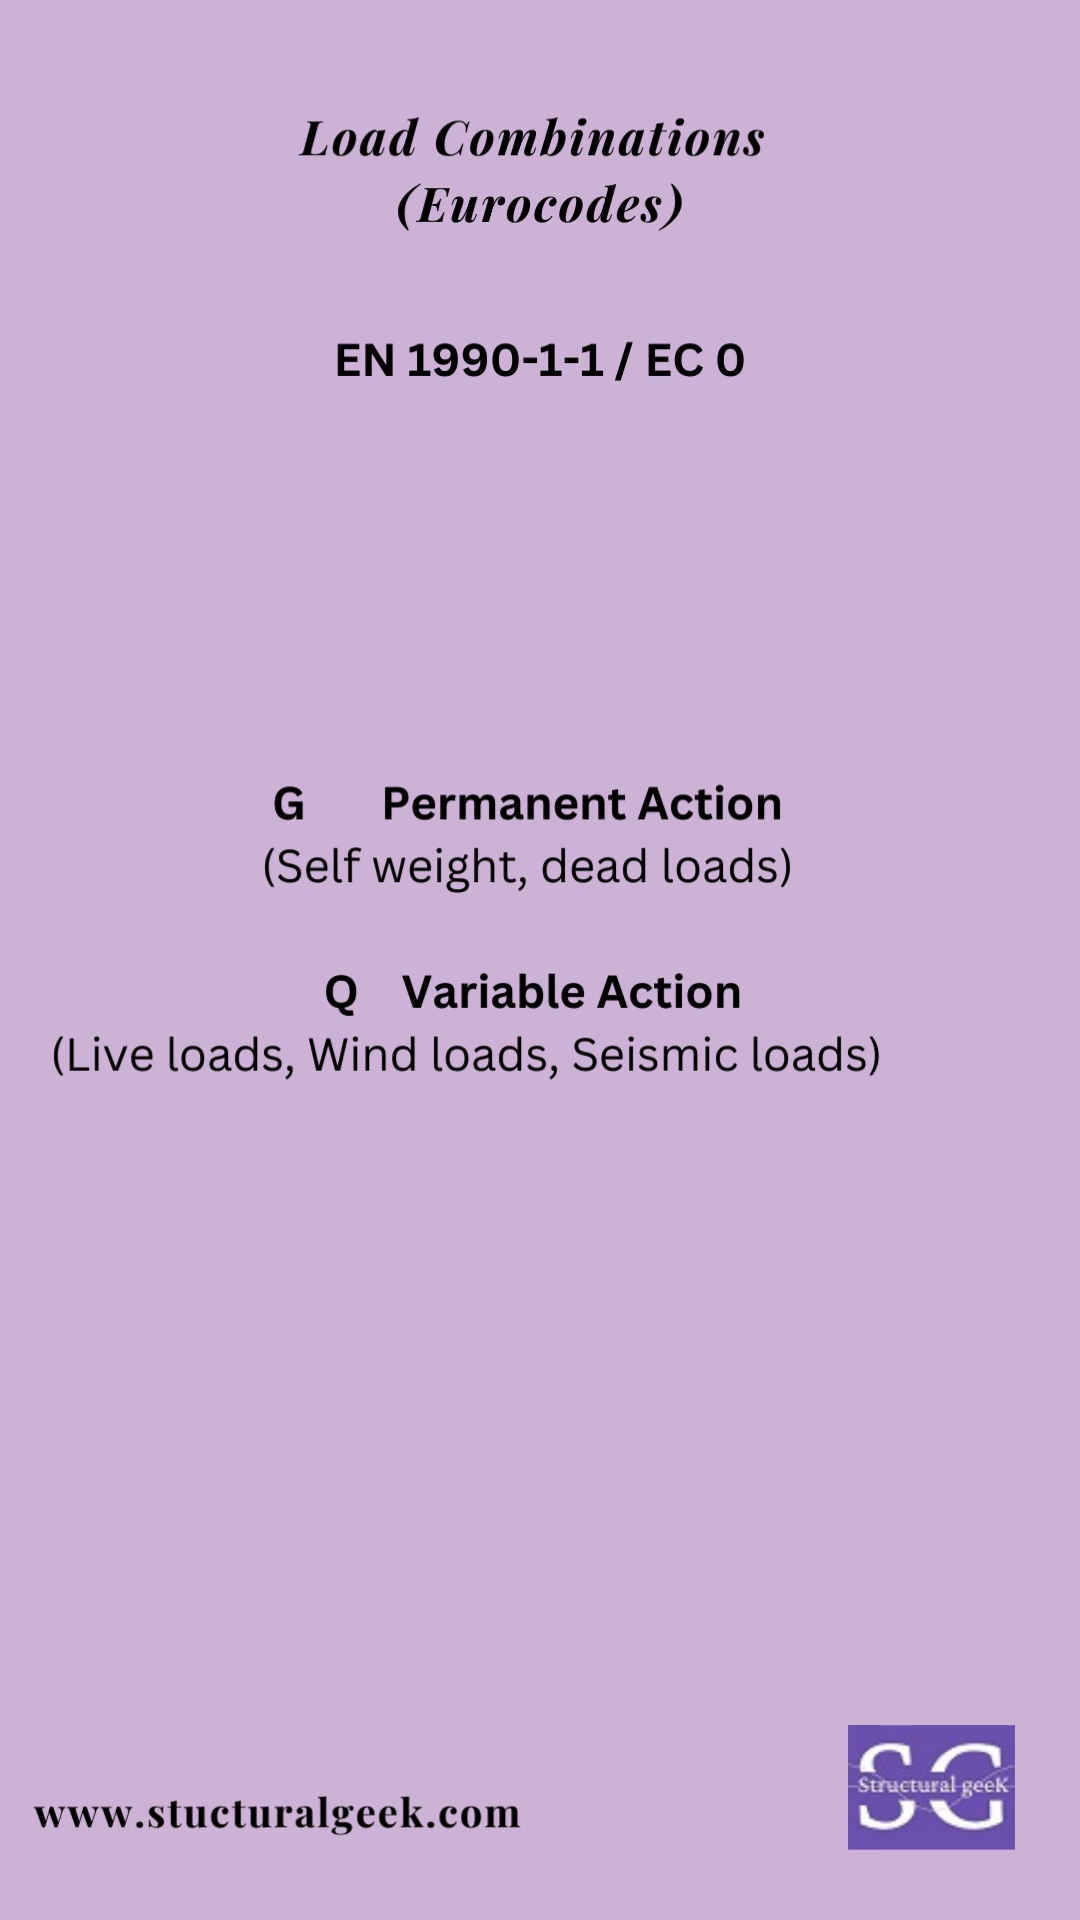 Load Combinations
(Eurocodes)
EN 1990-1-1 / EC 0
G Permanent Action
(Self weight, dead loads)
Q Variable Action
(Live loads, Wind loads, Seismic loads)
www.stucturalgeek.com
SG
Structural geeK